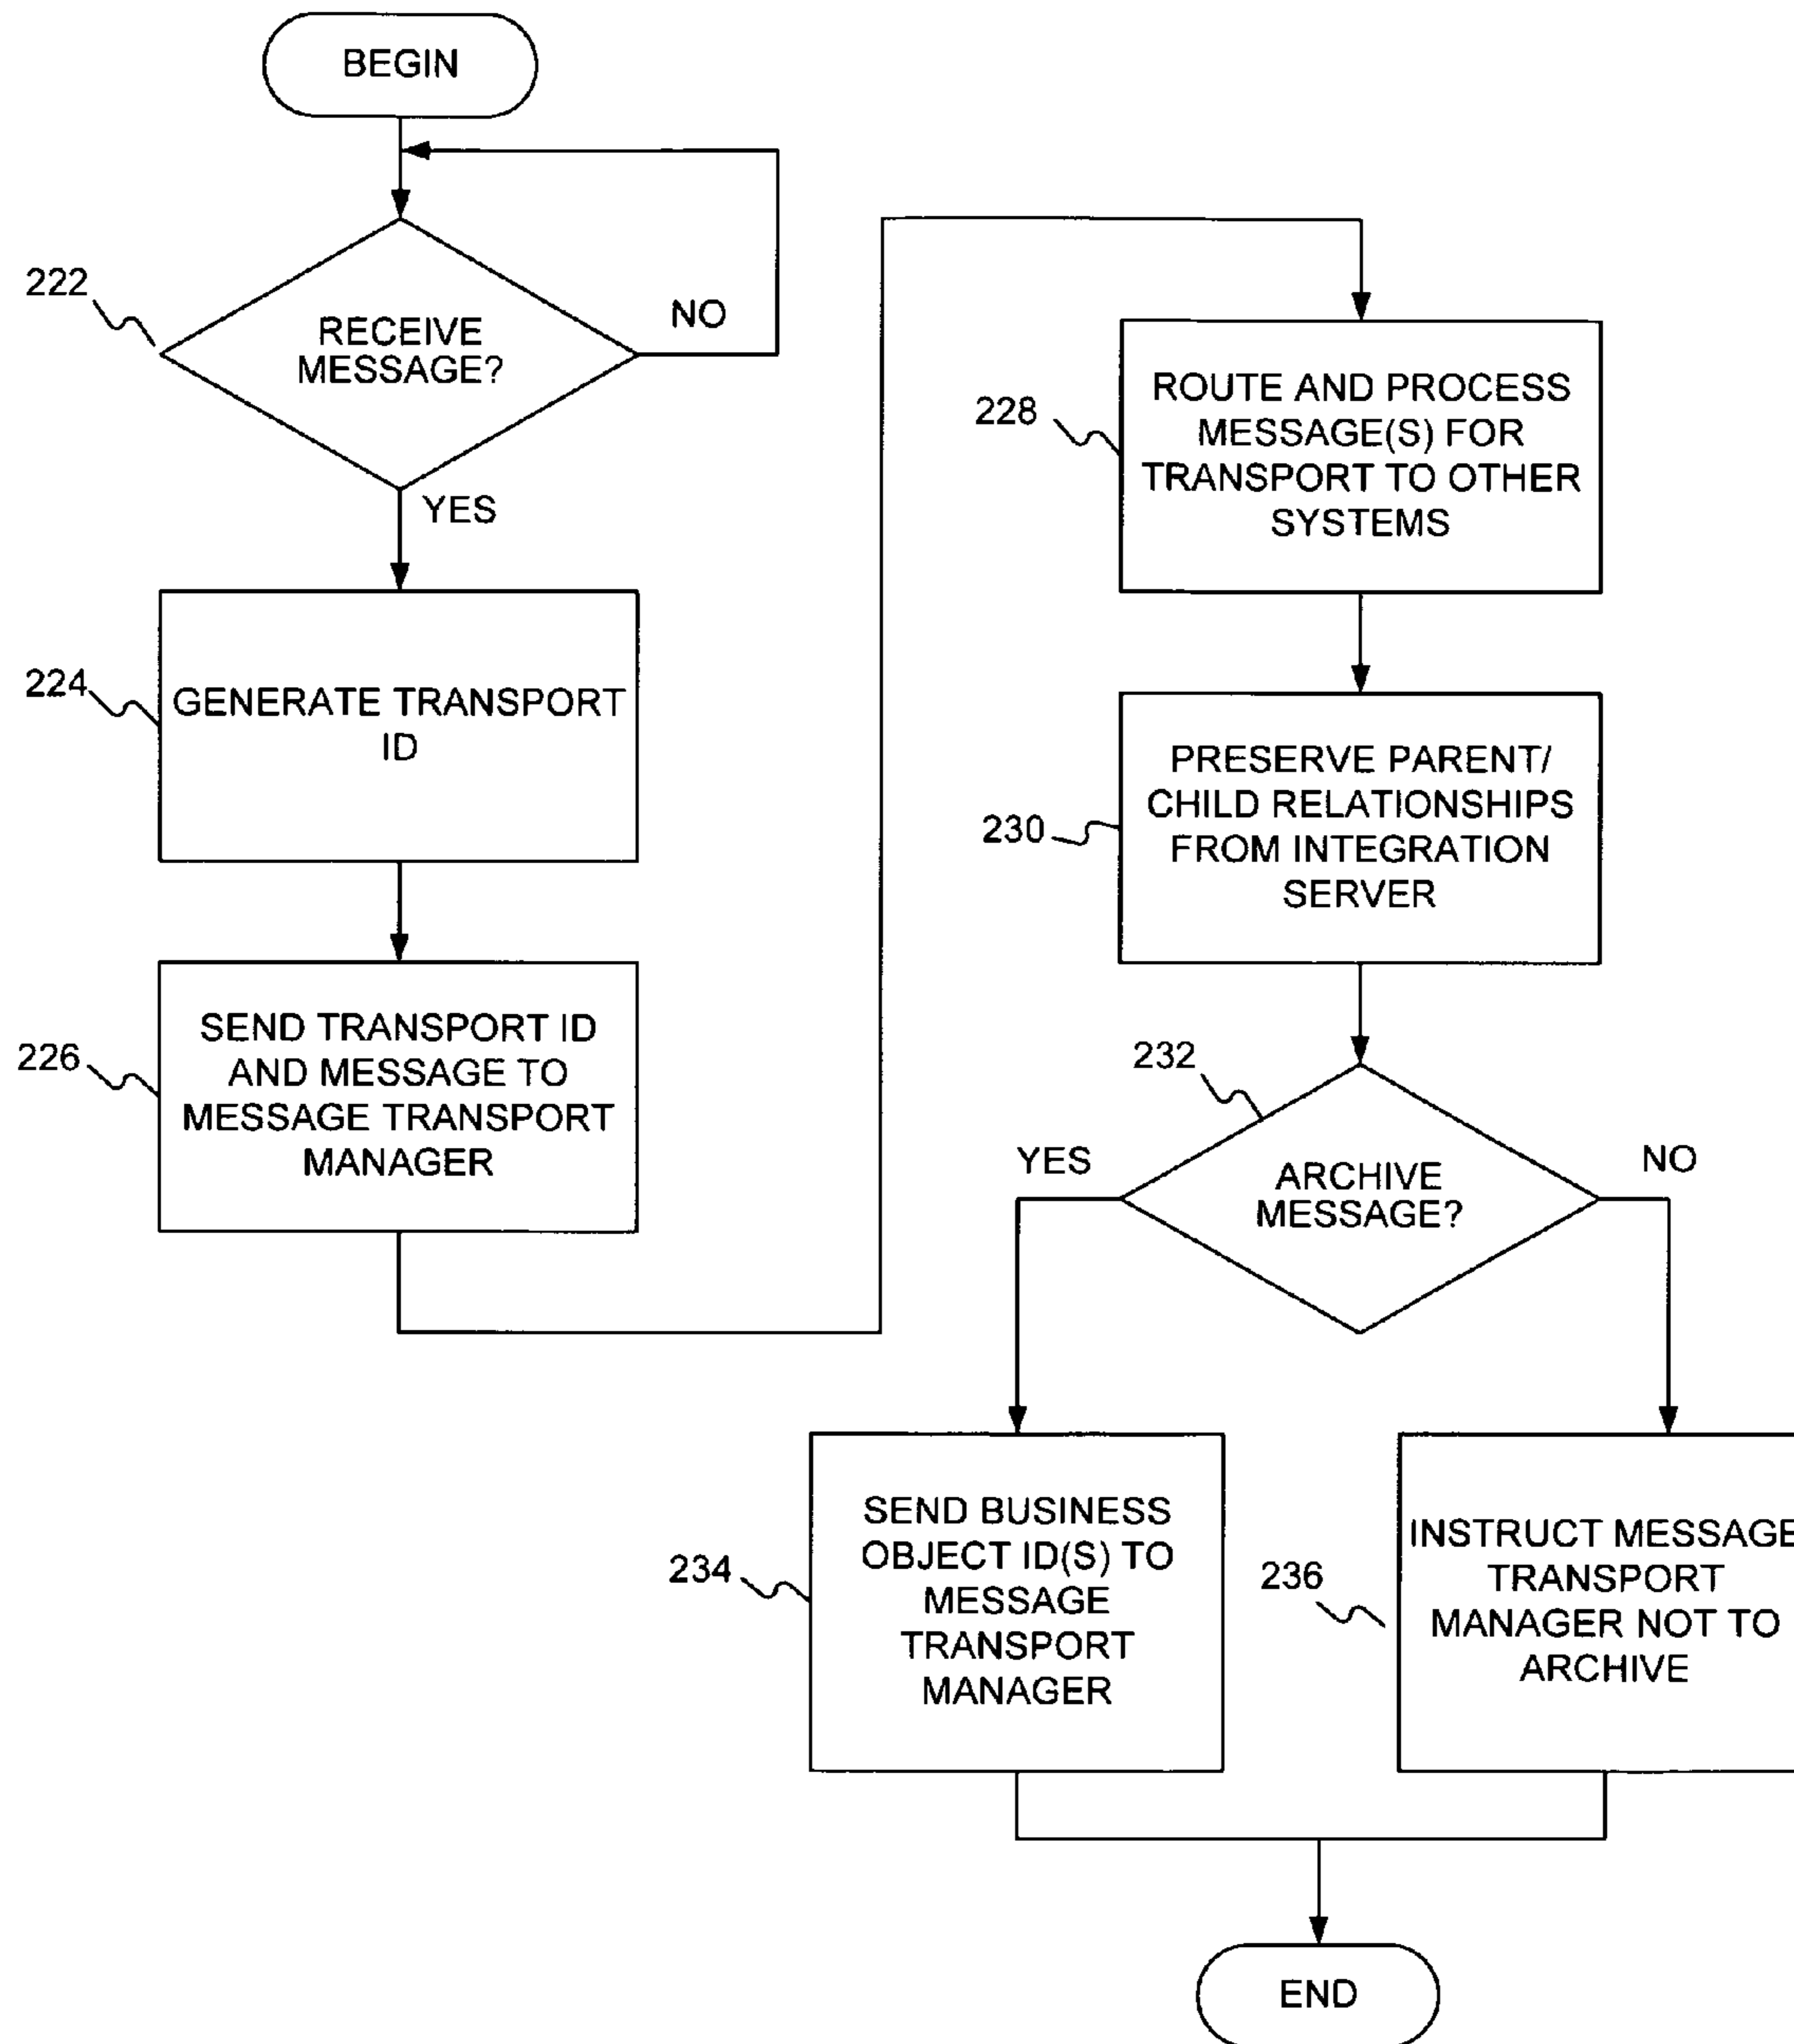 BEGIN
222
RECEIVE
MESSAGE?
NO
YES
224
GENERATE TRANSPORT
ID
226
SEND TRANSPORT ID
AND MESSAGE TO
MESSAGE TRANSPORT
MANAGER
228
ROUTE AND PROCESS
MESSAGE(S) FOR
TRANSPORT TO OTHER
SYSTEMS
230
PRESERVE PARENT/
CHILD RELATIONSHIPS
FROM INTEGRATION
SERVER
232
YES
ARCHIVE
MESSAGE?
NO
234
SEND BUSINESS
OBJECT ID(S) TO
MESSAGE
TRANSPORT
MANAGER
236
INSTRUCT MESSAGE
TRANSPORT
MANAGER NOT TO
ARCHIVE
END